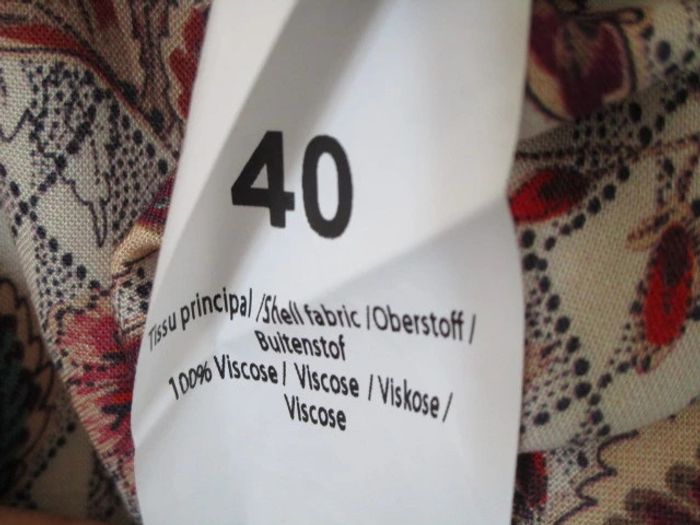 40
Tissu principal /Shell fabric /Oberstoff /
Buitenstof
100% Viscose / Viscose / Viskose /
Viscose